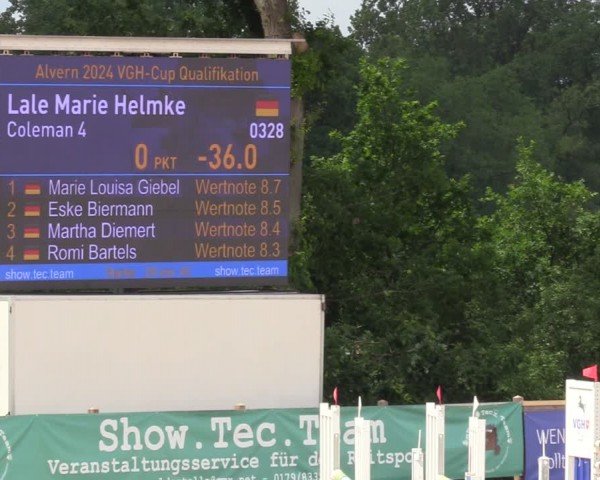 Alvern 2024 VGH-Cup Qualifikation
Lale Marie Helmke
Coleman 4
0328
0 PKT -36.0
1 Marie Louisa Giebel Wertnote 8.7
2 Eske Biermann Wertnote 8.5
3 Martha Diemert Wertnote 8.4
4 Romi Bartels Wertnote 8.3
show.tec.team show.tec.team
Show.Tec.Team
Veranstaltungsservice für
VGH
WEN